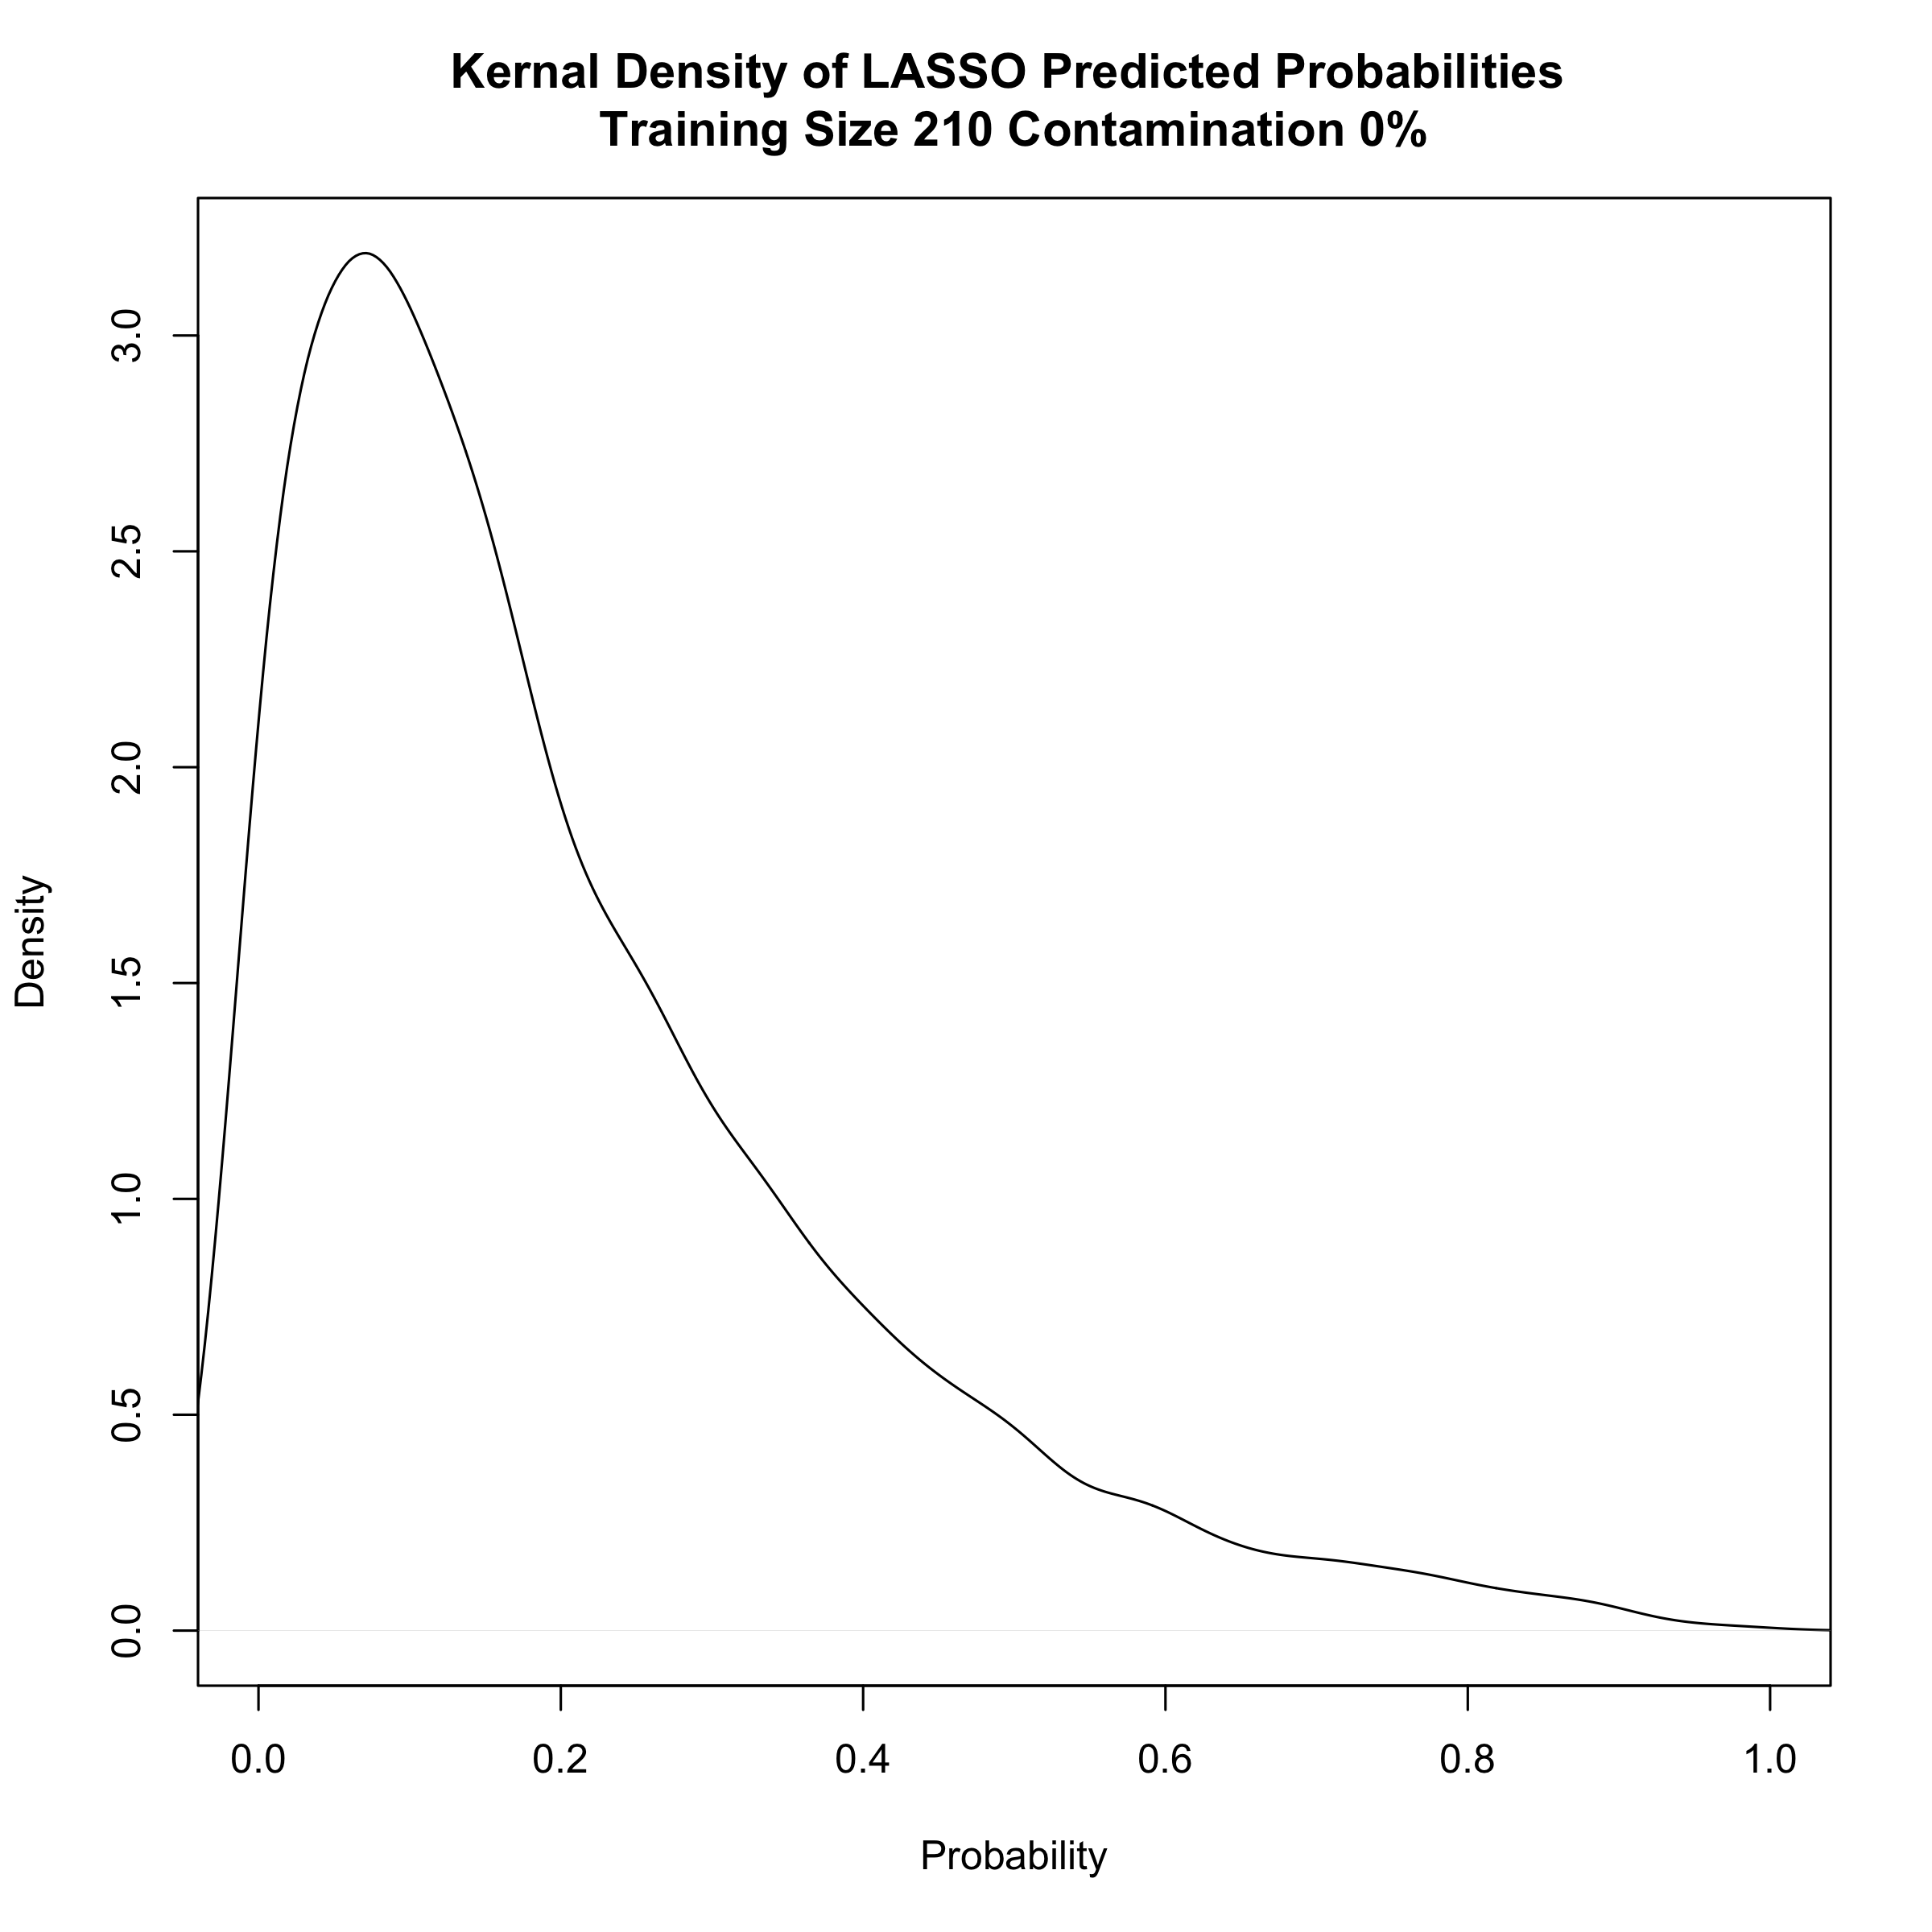 Kernal Density of LASSO Predicted Probabilities
Training Size 210 Contamination 0%
Density
3.0
2.5
2.0
1.5
1.0
0.5
0.0
0.0 0.2 0.4 0.6 0.8 1.0
Probability